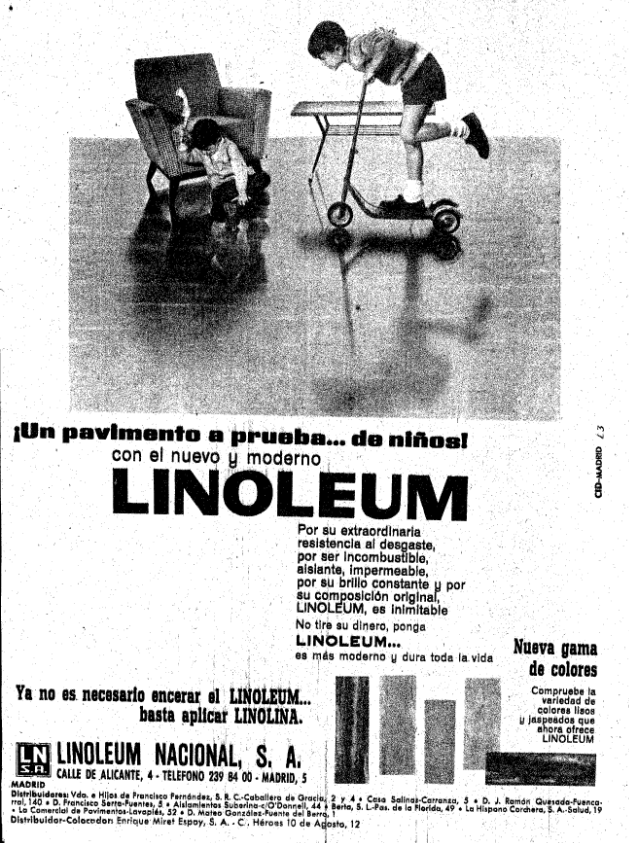 ¡Un pavimento a prueba... de niños!
con el nuevo y moderno
LINOLEUM
Por su extraordinaria
resistencia al desgaste,
por ser incombustible,
aislante, impermeable,
por su brillo constante y por
su composición original,
LINOLEUM, es inimitable
No tire su dinero, ponga
LINOLEUM...
es más moderno y dura toda la vida
CID-MADRID
Nueva gama
de colores
Compruebe la
variedad de
colores lisos
y jaspeados que
ahora ofrece
LINOLEUM
Ya no es necesario encerar el LINOLEUM...
basta aplicar LINOLINA.
LN
SA
LINOLEUM NACIONAL, S. A.
CALLE DE ALICANTE, 4 - TELEFONO 239 84 00 - MADRID, 5
MADRID
Distribuidores: Vda. e Hijos de Francisco Fernández, S. R. C.-Caballero de Gracia, 2 y 4 • Casa Salinas-Carranza, 5 • D. J. Ramón Quesada-Fuenca-
rral, 140 • D. Francisco Serra-Fuentes, 5 • Aislamientos Suberina-c/O'Donnell, 44 • Berta, S. L.-Pas. de la Florida, 49 • La Hispano Corchera, S. A.-Salud, 19
• La Comercial de Pavimentos-Lavapiés, 52 • D. Mateo González-Fuente del Berro, 1
Distribuidor-Colocador: Enrique Miret Espoy, S. A. - C. Héroes 10 de Agosto, 12